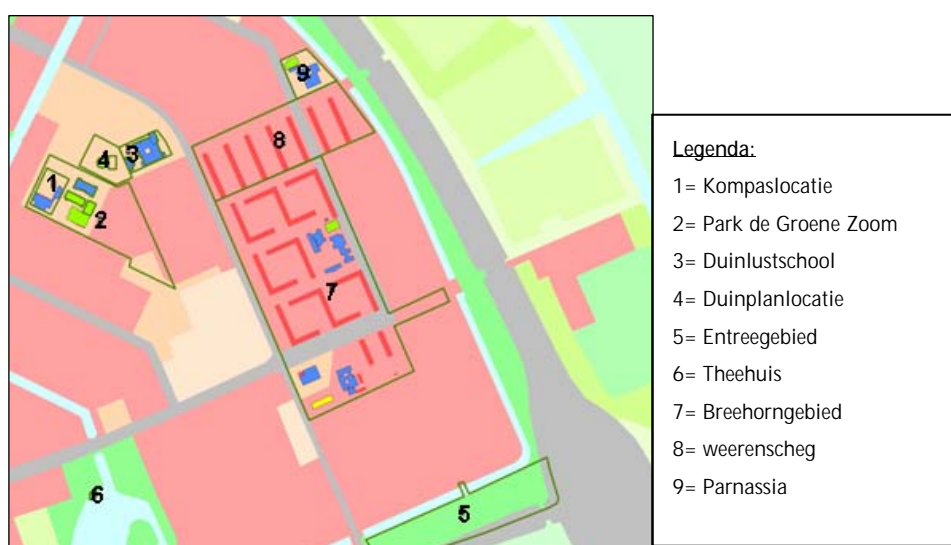 9
8
3
4
1
2
7
6
5
Legenda:
1= Kompaslocatie
2= Park de Groene Zoom
3= Duinlustschool
4= Duinplanlocatie
5= Entreegebied
6= Theehuis
7= Breehorngebied
8= weerenscheg
9= Parnassia